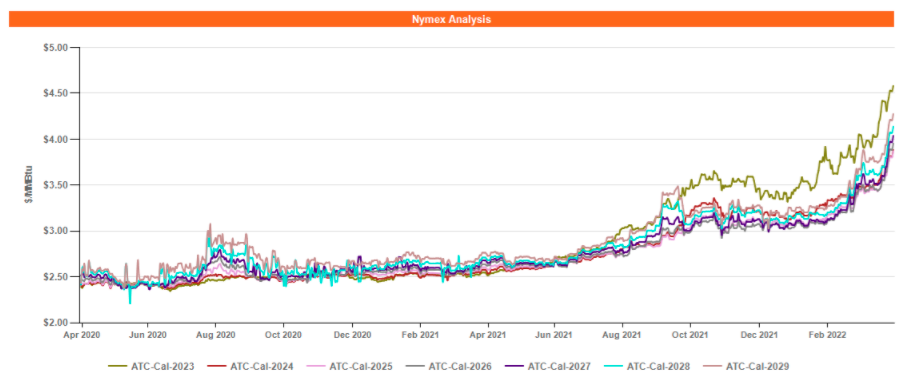 Nymex Analysis
$5.00
$4.50
$4.00
$3.50
$3.00
$2.50
$2.00
$/MMBtu
Apr 2020 Jun 2020 Aug 2020 Oct 2020 Dec 2020 Feb 2021 Apr 2021 Jun 2021 Aug 2021 Oct 2021 Dec 2021 Feb 2022
ATC-Cal-2023 ATC-Cal-2024 ATC-Cal-2025 ATC-Cal-2026 ATC-Cal-2027 ATC-Cal-2028 ATC-Cal-2029